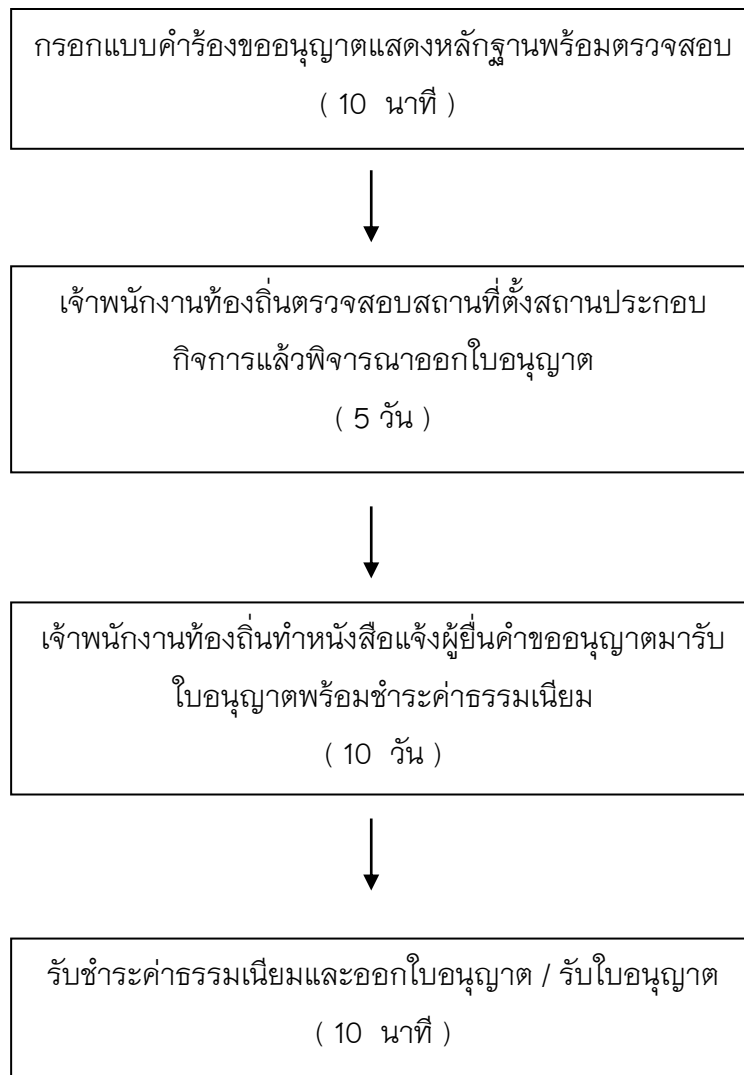 กรอกแบบคำร้องขออนุญาตแสดงหลักฐานพร้อมตรวจสอบ
( 10 นาที )
เจ้าพนักงานท้องถิ่นตรวจสอบสถานที่ตั้งสถานประกอบ
กิจการแล้วพิจารณาออกใบอนุญาต
( 5 วัน )
เจ้าพนักงานท้องถิ่นทำหนังสือแจ้งผู้ยื่นคำขออนุญาตมารับ
ใบอนุญาตพร้อมชำระค่าธรรมเนียม
( 10 วัน )
รับชำระค่าธรรมเนียมและออกใบอนุญาต / รับใบอนุญาต
( 10 นาที )